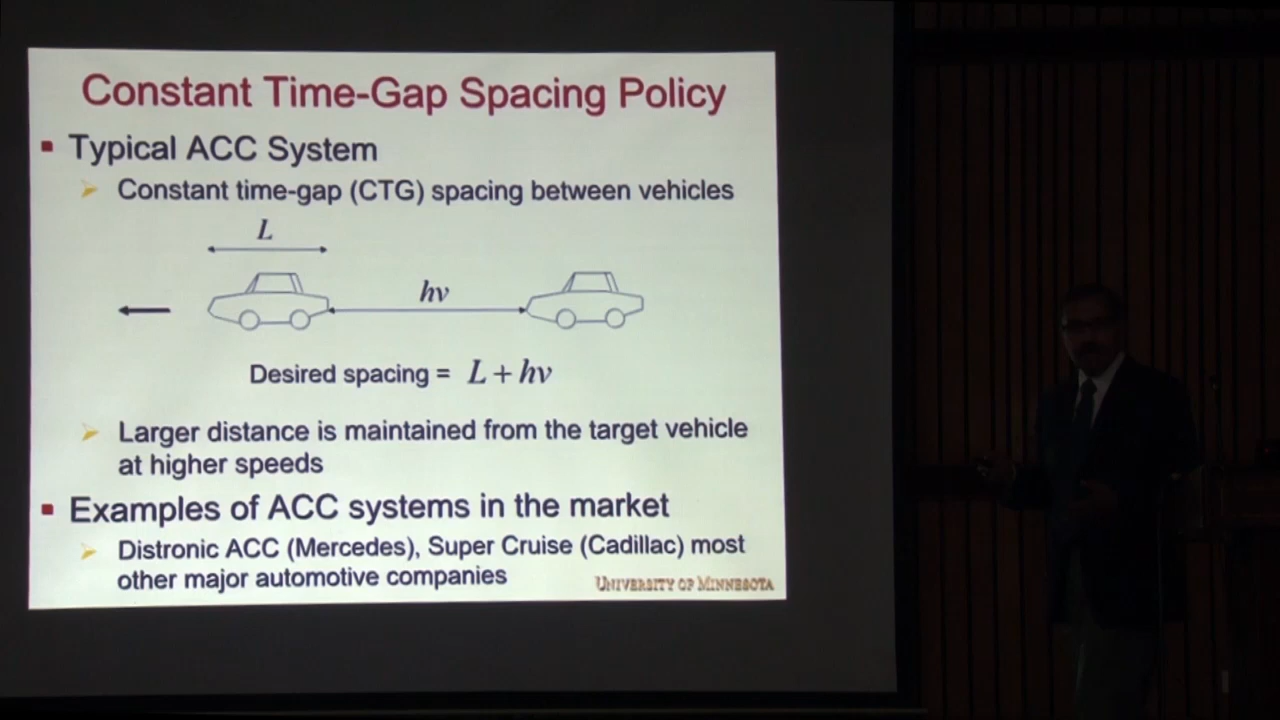 Constant Time-Gap Spacing Policy
Typical ACC System
Constant time-gap (CTG) spacing between vehicles
L
hv
Desired spacing = L + hv
Larger distance is maintained from the target vehicle
at higher speeds
Examples of ACC systems in the market
Distronic ACC (Mercedes), Super Cruise (Cadillac) most
other major automotive companies
UNIVERSITY OF MINNESOTA